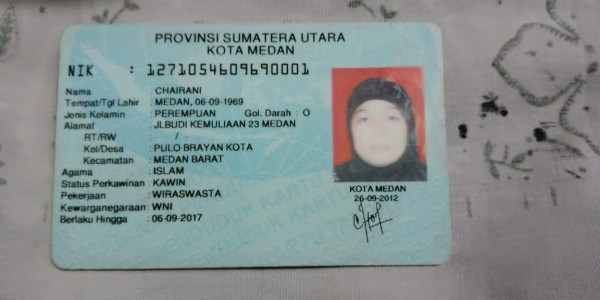 PROVINSI SUMATERA UTARA
KOTA MEDAN
NIK : 1271054609690001
Nama : CHAIRANI
Tempat/Tgl Lahir : MEDAN, 06-09-1969
Jenis Kelamin : PEREMPUAN Gol. Darah : O
Alamat : JLBUDI KEMULIAAN 23 MEDAN
RT/RW : /
Kel/Desa : PULO BRAYAN KOTA
Kecamatan : MEDAN BARAT
Agama : ISLAM
Status Perkawinan : KAWIN
Pekerjaan : WIRASWASTA
Kewarganegaraan : WNI
Berlaku Hingga : 06-09-2017
KOTA MEDAN
26-09-2012